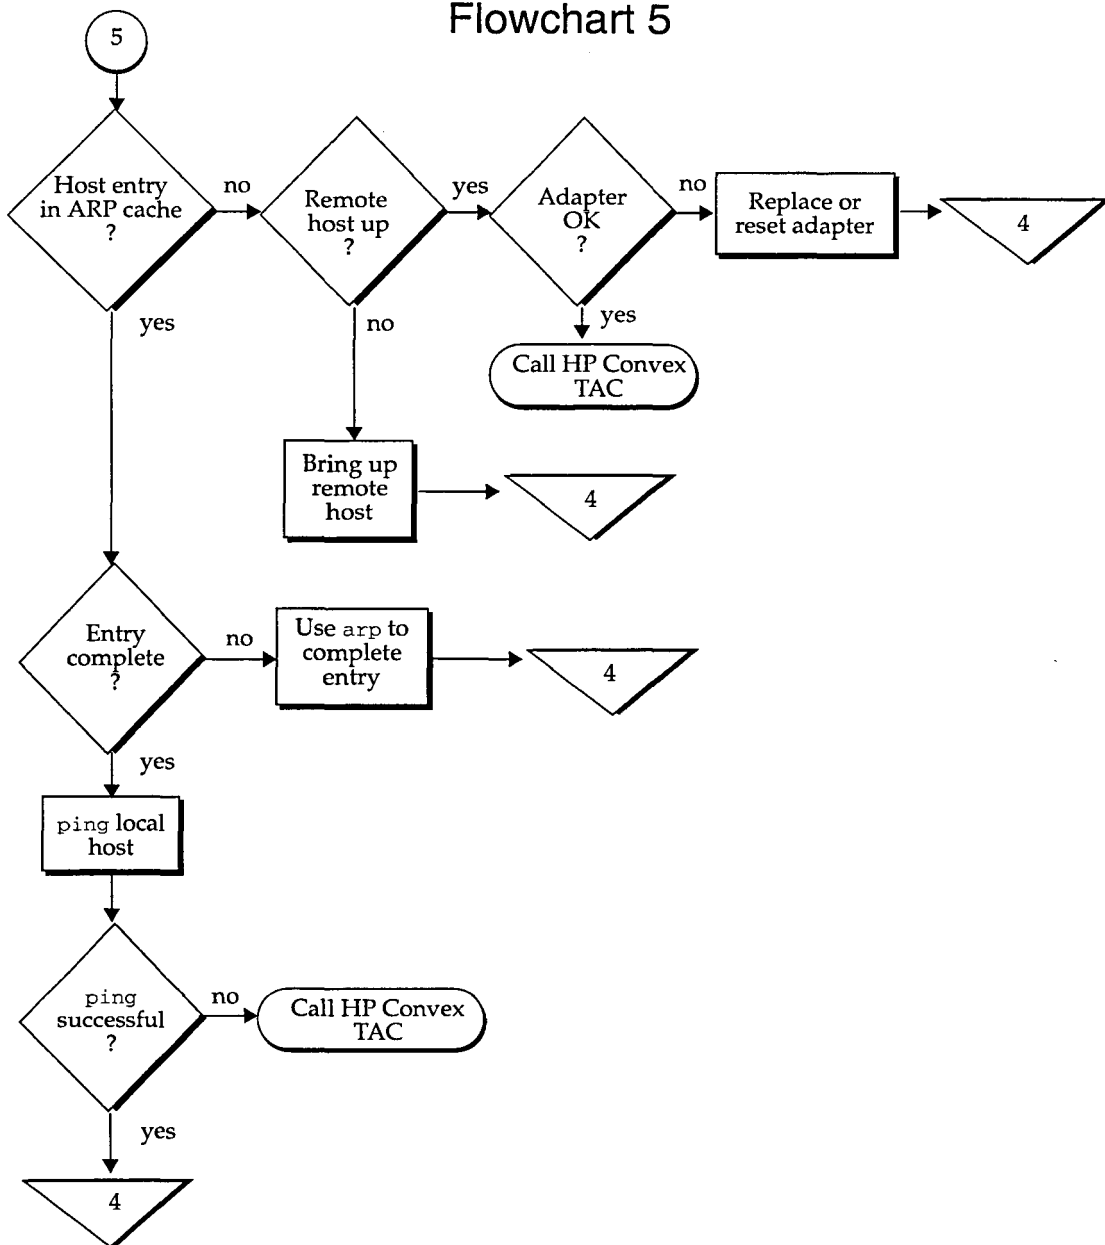 Flowchart 5
5
Host entry
in ARP cache
?
no
Remote
host up
?
yes
Adapter
OK
?
no
Replace or
reset adapter
4
yes
no
yes
Call HP Convex
TAC
Bring up
remote
host
4
Entry
complete
?
no
Use arp to
complete
entry
4
yes
ping local
host
ping
successful
?
no
Call HP Convex
TAC
yes
4